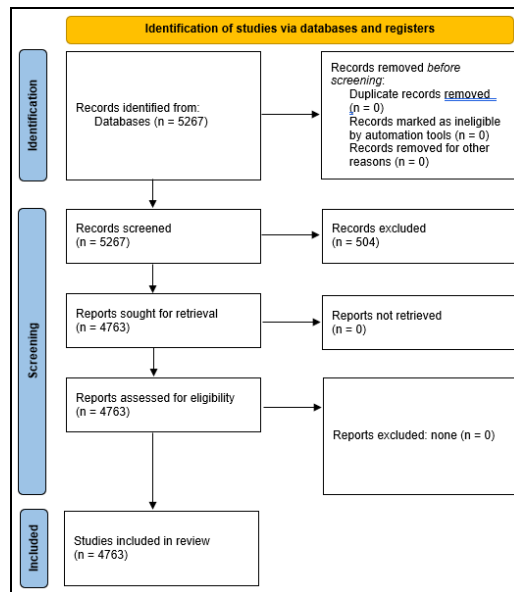 Identification of studies via databases and registers
Identification
Records identified from:
Databases (n = 5267)
Records removed before
screening:
Duplicate records removed
(n = 0)
Records marked as ineligible
by automation tools (n = 0)
Records removed for other
reasons (n = 0)
Screening
Records screened
(n = 5267)
Records excluded
(n = 504)
Reports sought for retrieval
(n = 4763)
Reports not retrieved
(n = 0)
Reports assessed for eligibility
(n = 4763)
Reports excluded: none (n = 0)
Included
Studies included in review
(n = 4763)